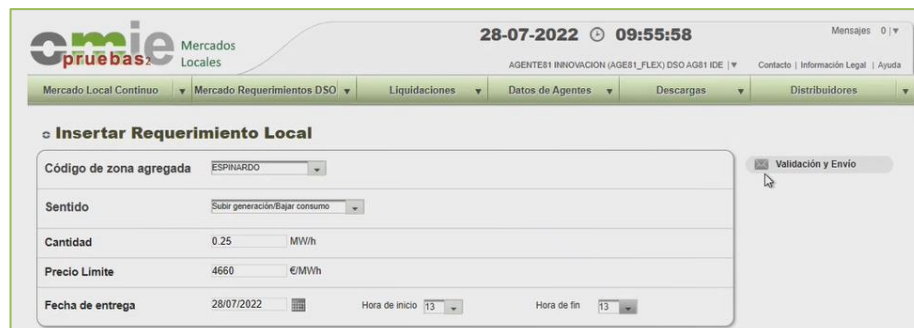 omie
pruebas2
Mercados
Locales
28-07-2022 09:55:58
Mensajes 0 | ▾
AGENTE81 INNOVACION (AGE81_FLEX) DSO AG81 IDE | ▾
Contacto | Información Legal | Ayuda
Mercado Local Continuo ▾ Mercado Requerimientos DSO ▾ Liquidaciones ▾ Datos de Agentes ▾ Descargas ▾ Distribuidores ▾
Insertar Requerimiento Local
Código de zona agregada ESPINARDO
Validación y Envío
Sentido Subir generación/Bajar consumo
Cantidad 0.25 MW/h
Precio Limite 4660 €/MWh
Fecha de entrega 28/07/2022 Hora de inicio 13 Hora de fin 13